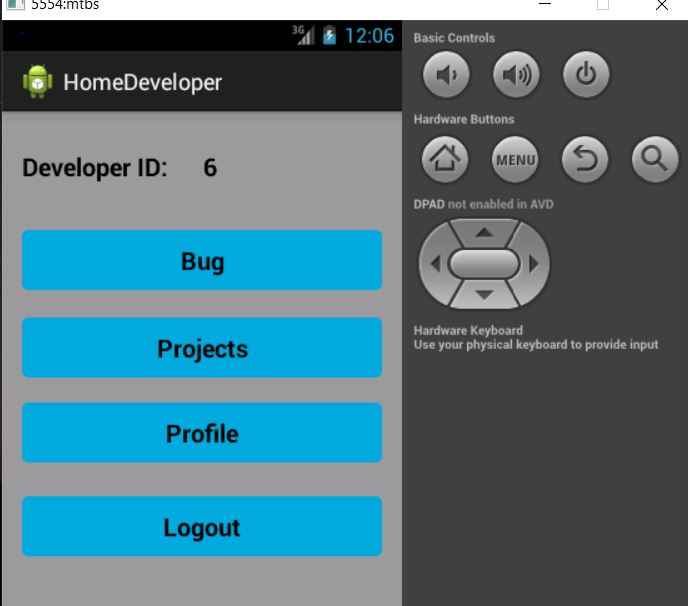 5554:mtbs
3G 12:06
HomeDeveloper
Developer ID: 6
Bug
Projects
Profile
Logout
Basic Controls
Hardware Buttons
MENU
DPAD not enabled in AVD
Hardware Keyboard
Use your physical keyboard to provide input